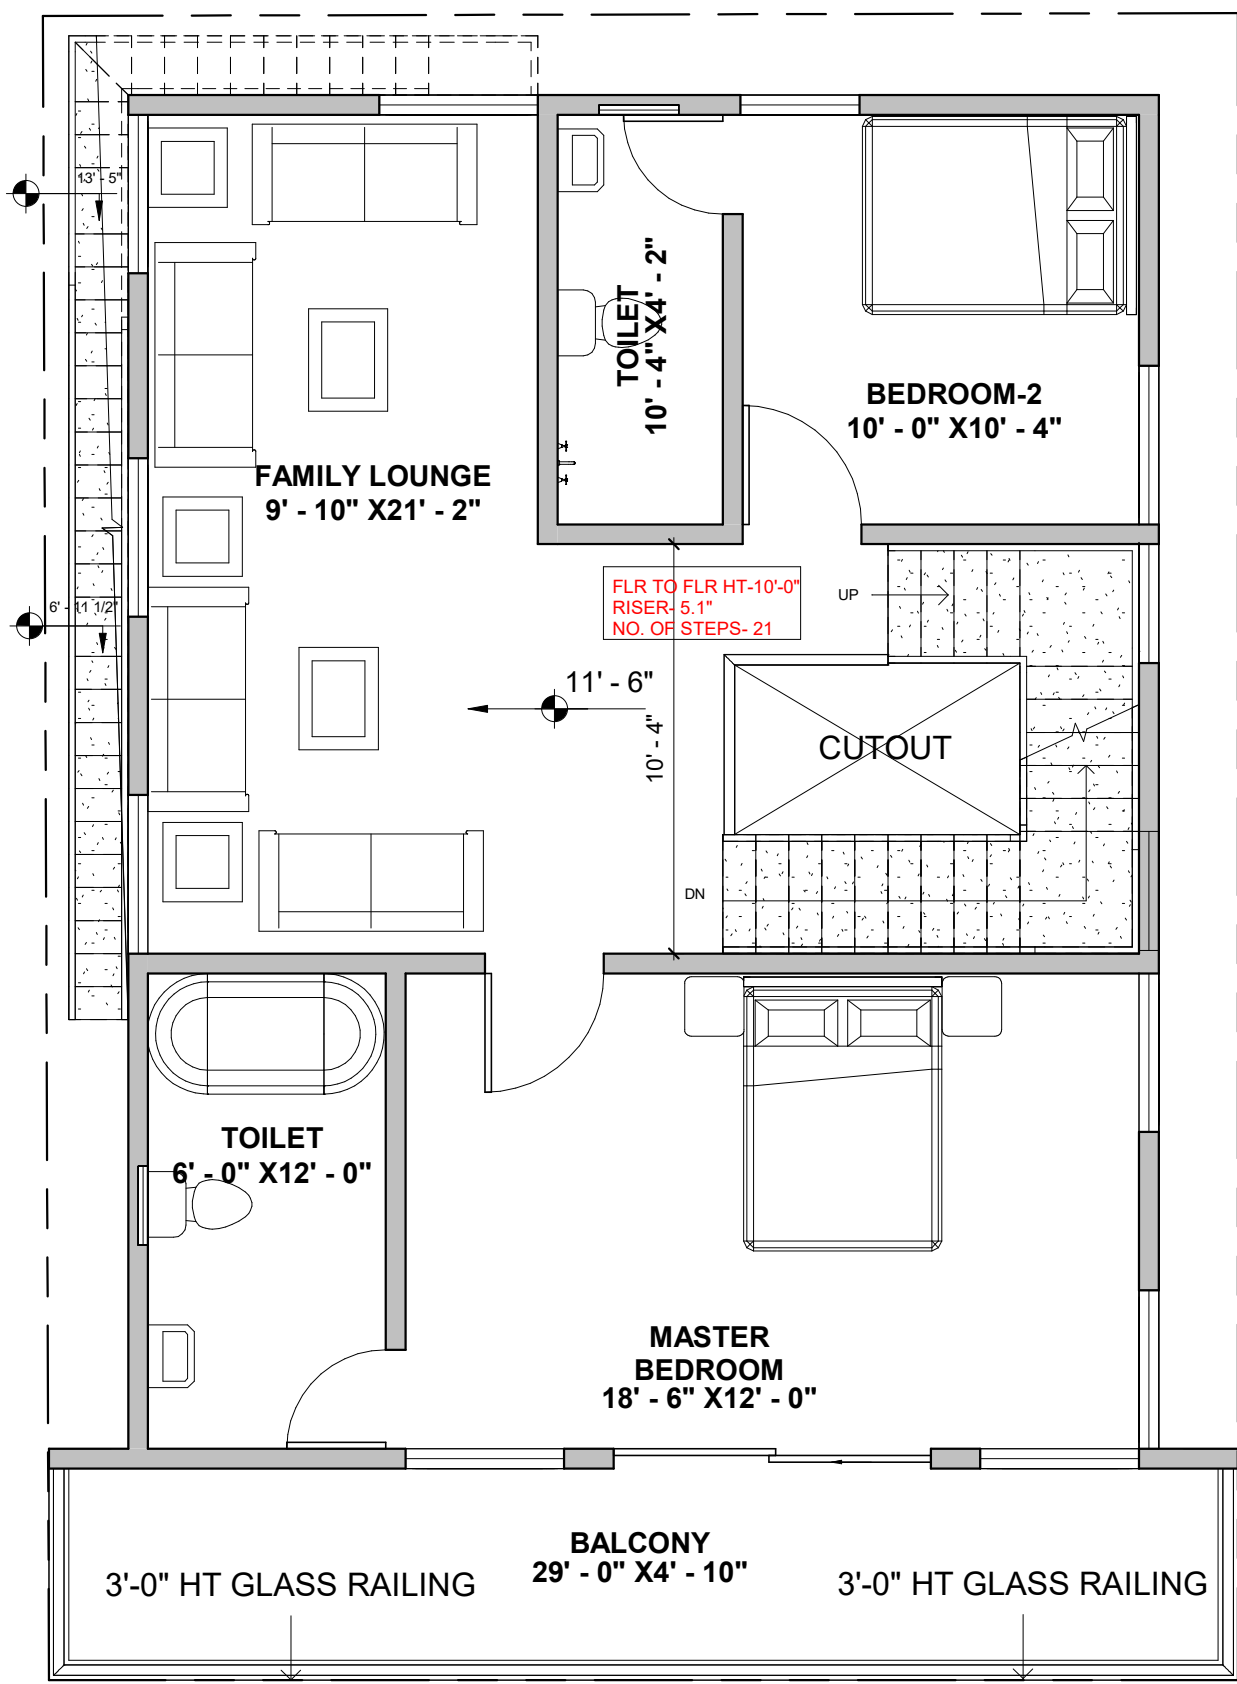 13' - 5"
TOILET
10' - 4" X4' - 2"
BEDROOM-2
10' - 0" X10' - 4"
FAMILY LOUNGE
9' - 10" X21' - 2"
FLR TO FLR HT-10'-0"
RISER- 5.1"
NO. OF STEPS- 21
UP
6' - 11 1/2"
11' - 6"
10' - 4"
CUTOUT
DN
TOILET
6' - 0" X12' - 0"
MASTER
BEDROOM
18' - 6" X12' - 0"
BALCONY
29' - 0" X4' - 10"
3'-0" HT GLASS RAILING
3'-0" HT GLASS RAILING